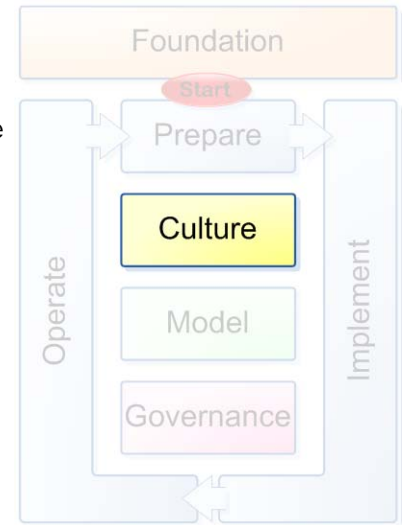 Foundation
Start
e
Prepare
Culture
Operate
Model
Implement
Governance